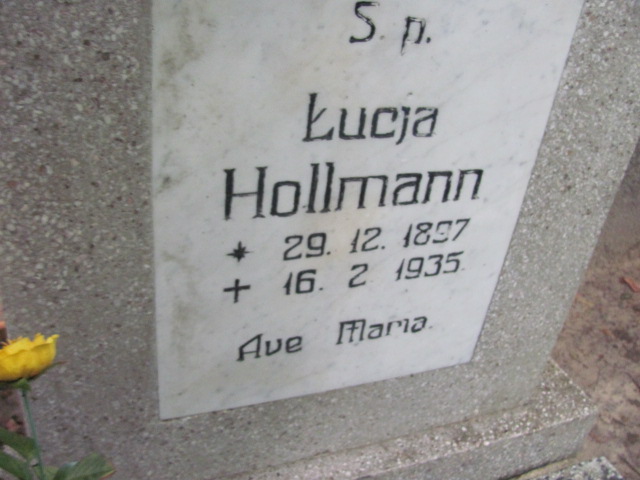 Ś. p.
Łucja
Hollmann
* 29. 12. 1897
+ 16. 2 1935.
Ave Maria.